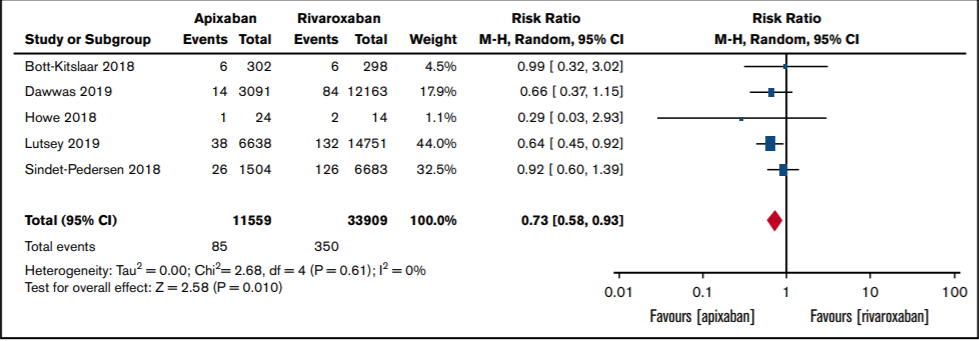 Apixaban Rivaroxaban Risk Ratio Risk Ratio
Study or Subgroup Events Total Events Total Weight M-H, Random, 95% CI M-H, Random, 95% CI
Bott-Kitslaar 2018 6 302 6 298 4.5% 0.99 [ 0.32, 3.02]
Dawwas 2019 14 3091 84 12163 17.9% 0.66 [ 0.37, 1.15]
Howe 2018 1 24 2 14 1.1% 0.29 [ 0.03, 2.93]
Lutsey 2019 38 6638 132 14751 44.0% 0.64 [ 0.45, 0.92]
Sindet-Pedersen 2018 26 1504 126 6683 32.5% 0.92 [ 0.60, 1.39]
Total (95% CI) 11559 33909 100.0% 0.73 [0.58, 0.93]
Total events 85 350
Heterogeneity: Tau² = 0.00; Chi²= 2.68, df = 4 (P = 0.61); I² = 0%
Test for overall effect: Z = 2.58 (P = 0.010)
0.01 0.1 1 10 100
Favours [apixaban] Favours [rivaroxaban]